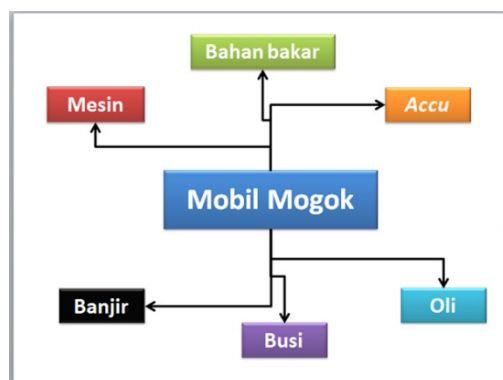 Bahan bakar
Mesin
Accu
Mobil Mogok
Banjir
Oli
Busi